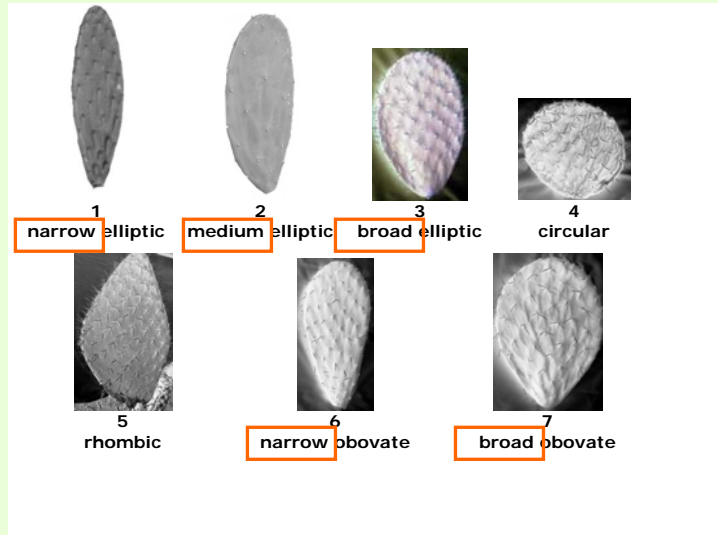 1 2 3 4
narrow elliptic medium elliptic broad elliptic circular
5 6 7
rhombic narrow obovate broad obovate